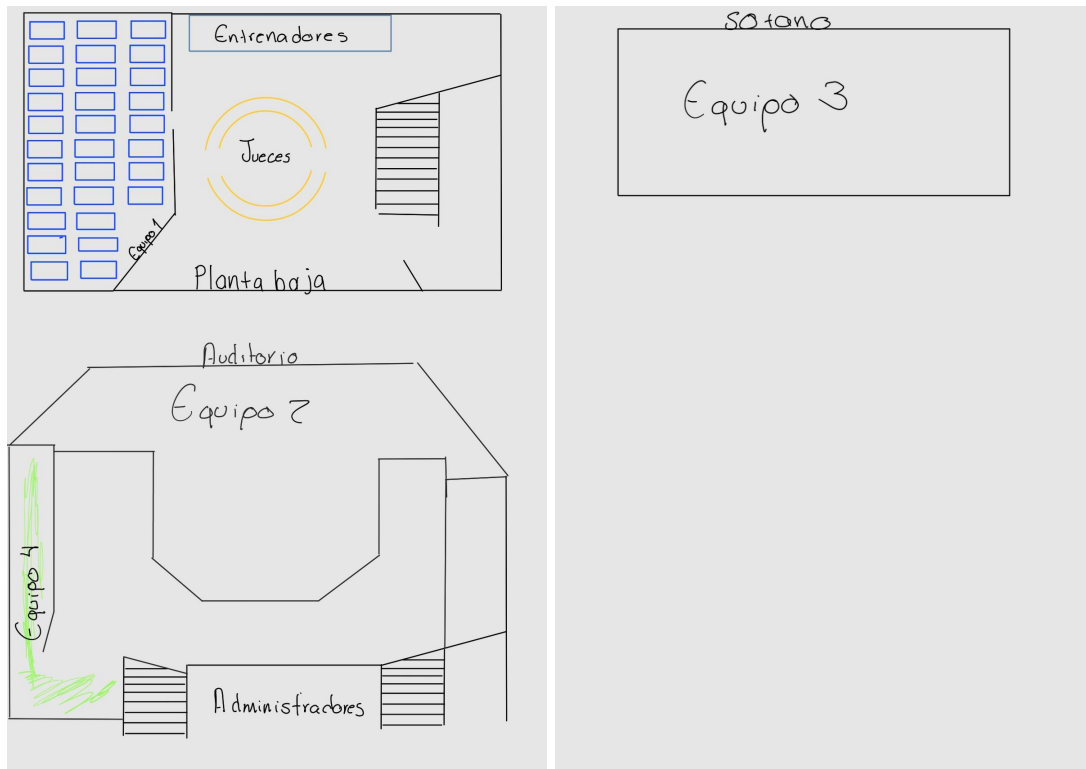 Entrenadores
Jueces
Equipo 1
Planta baja
Auditorio
Equipo 2
Equipo 4
Administradores
Sotano
Equipo 3